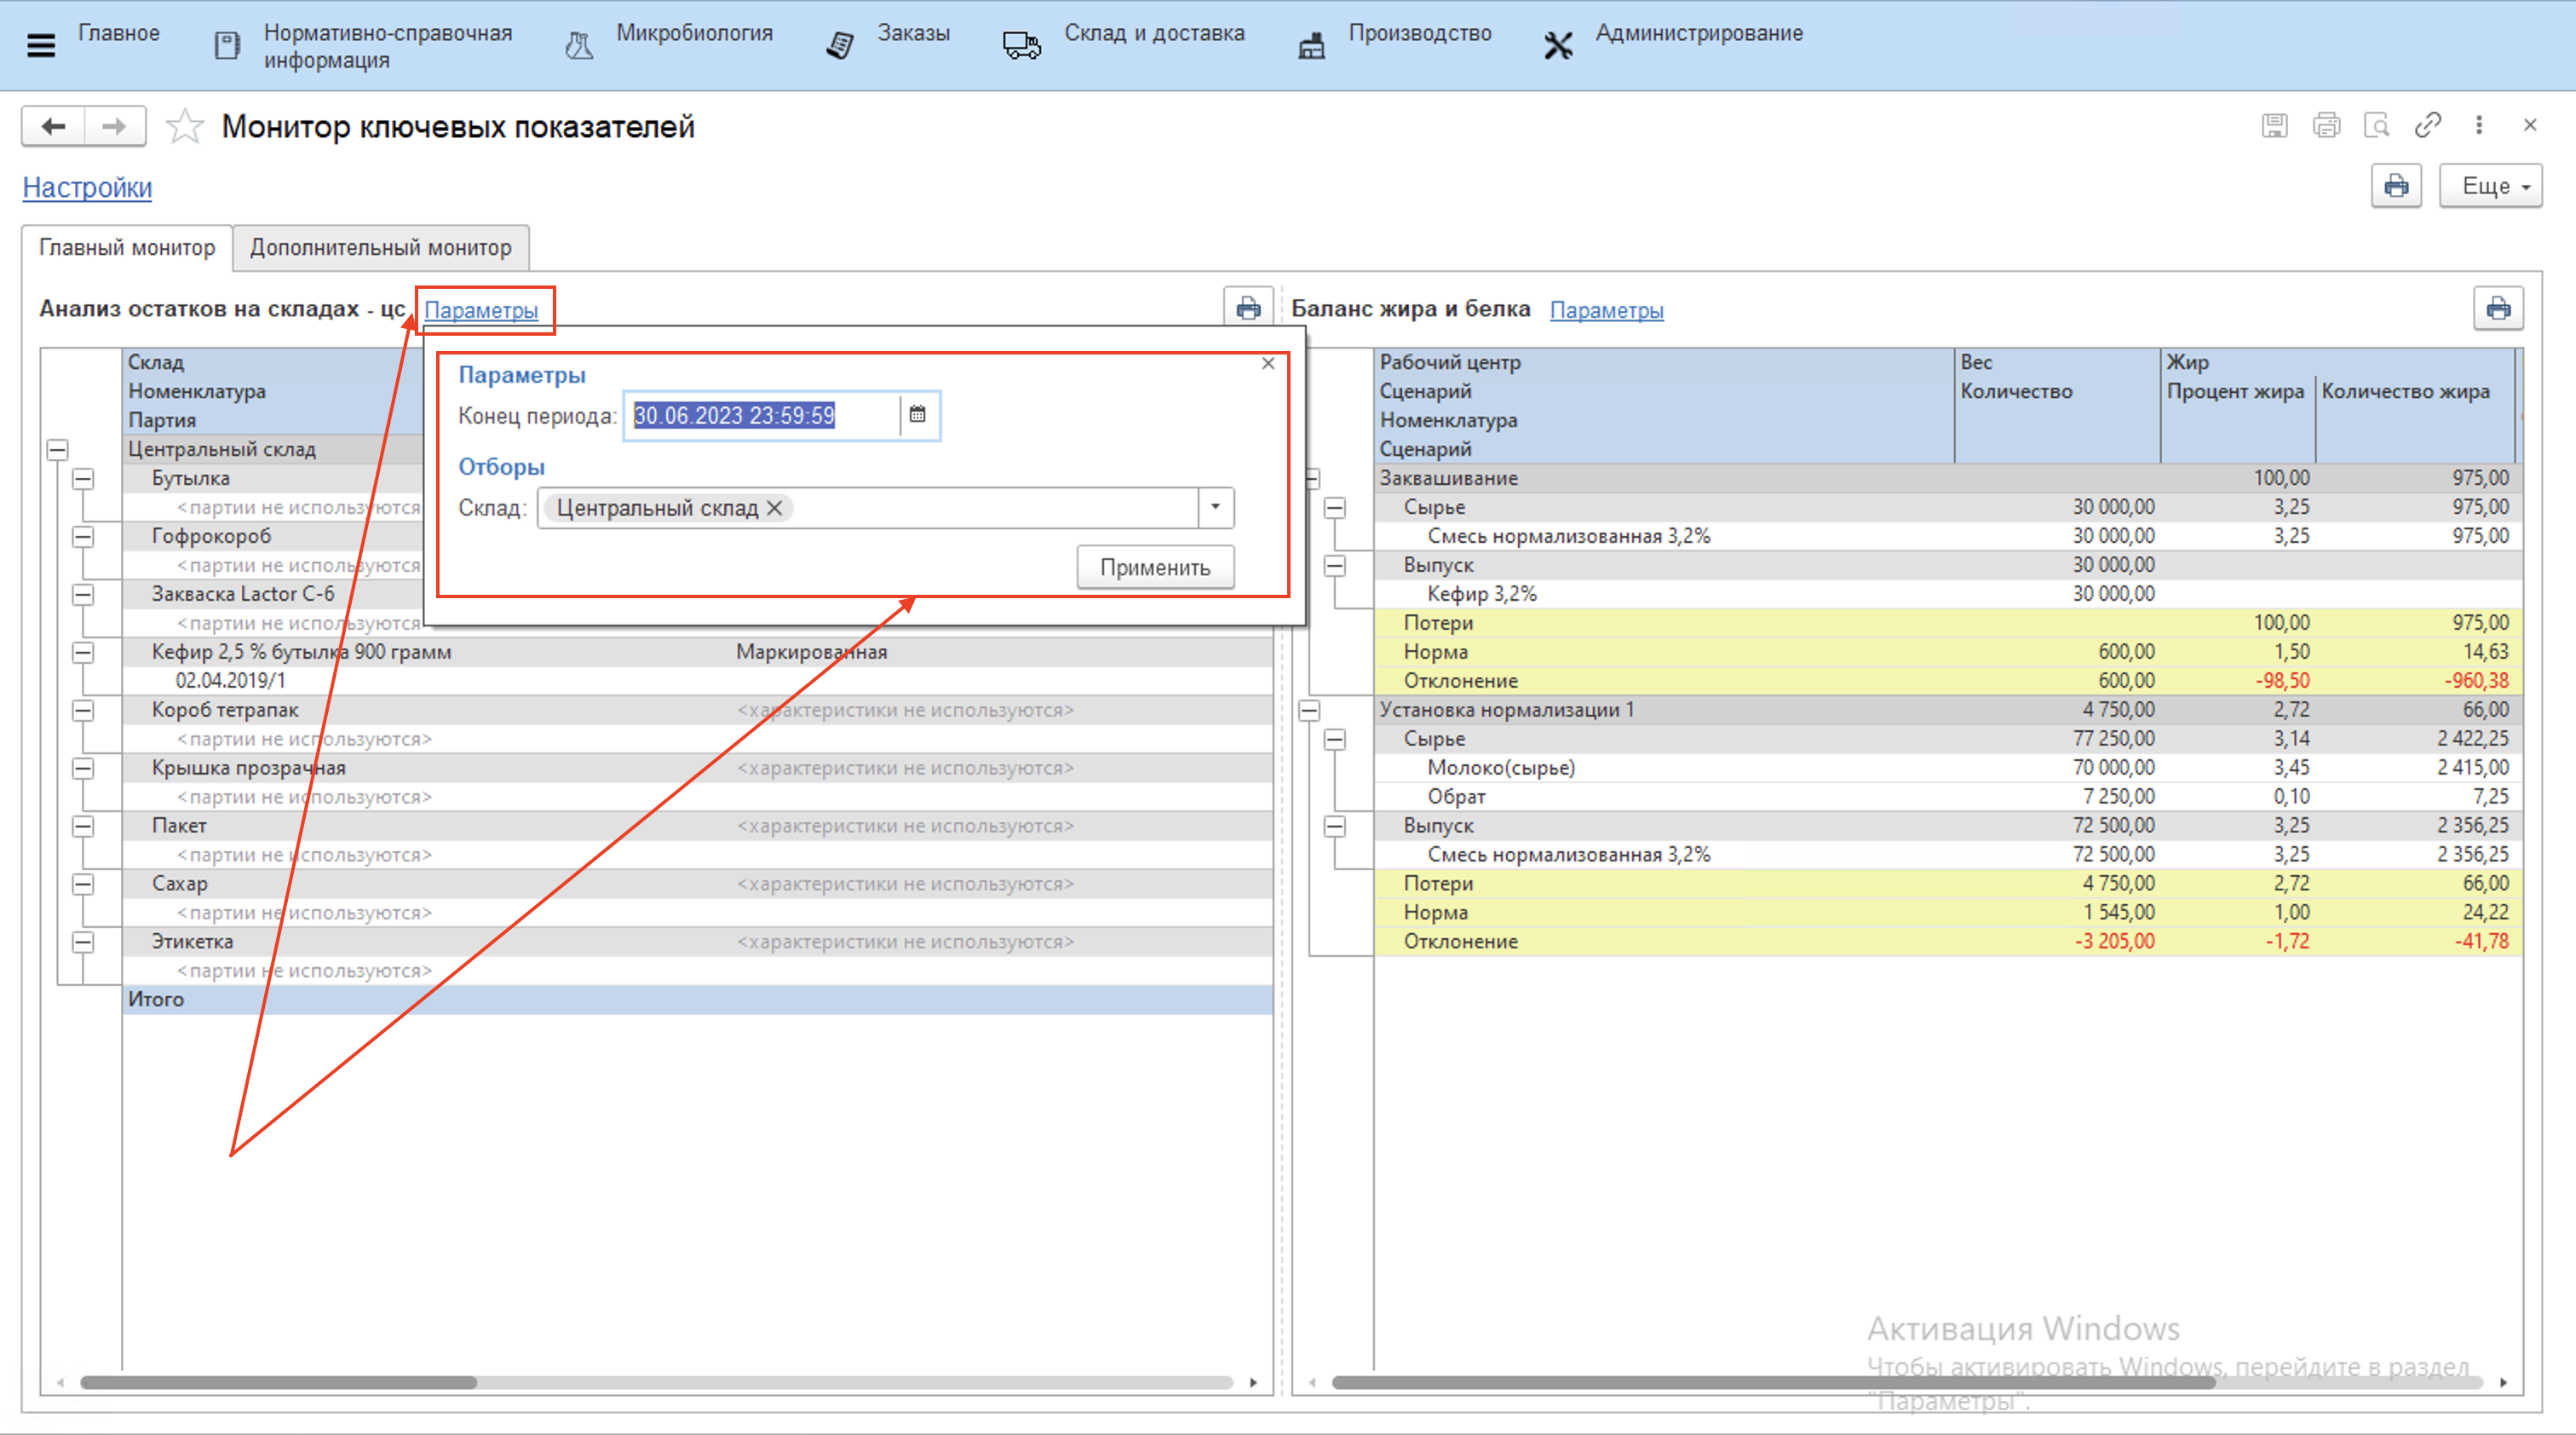 Главное
Нормативно-справочная
информация
Микробиология
Заказы
Склад и доставка
Производство
Администрирование
Монитор ключевых показателей
Настройки
Еще
Главный монитор
Дополнительный монитор
Анализ остатков на складах - цс
Параметры
Склад
Номенклатура
Партия
Центральный склад
Бутылка
<партии не используются
Гофрокороб
<партии не используются
Закваска Lactor C-6
<партии не используются
Кефир 2,5 % бутылка 900 грамм Маркированная
02.04.2019/1
Короб тетрапак <характеристики не используются>
<партии не используются>
Крышка прозрачная <характеристики не используются>
<партии не используются>
Пакет <характеристики не используются>
<партии не используются>
Сахар <характеристики не используются>
<партии не используются>
Этикетка <характеристики не используются>
<партии не используются>
Итого
Параметры
Конец периода: 30.06.2023 23:59:59
Отборы
Склад: Центральный склад
Применить
Баланс жира и белка
Параметры
Рабочий центр Вес Жир
Сценарий Количество Процент жира Количество жира
Номенклатура
Сценарий
Заквашивание 100,00 975,00
Сырье 30 000,00 3,25 975,00
Смесь нормализованная 3,2% 30 000,00 3,25 975,00
Выпуск 30 000,00
Кефир 3,2% 30 000,00
Потери 100,00 975,00
Норма 600,00 1,50 14,63
Отклонение 600,00 -98,50 -960,38
Установка нормализации 1 4 750,00 2,72 66,00
Сырье 77 250,00 3,14 2 422,25
Молоко(сырье) 70 000,00 3,45 2 415,00
Обрат 7 250,00 0,10 7,25
Выпуск 72 500,00 3,25 2 356,25
Смесь нормализованная 3,2% 72 500,00 3,25 2 356,25
Потери 4 750,00 2,72 66,00
Норма 1 545,00 1,00 24,22
Отклонение -3 205,00 -1,72 -41,78
Активация Windows
Чтобы активировать Windows, перейдите в раздел
"Параметры".